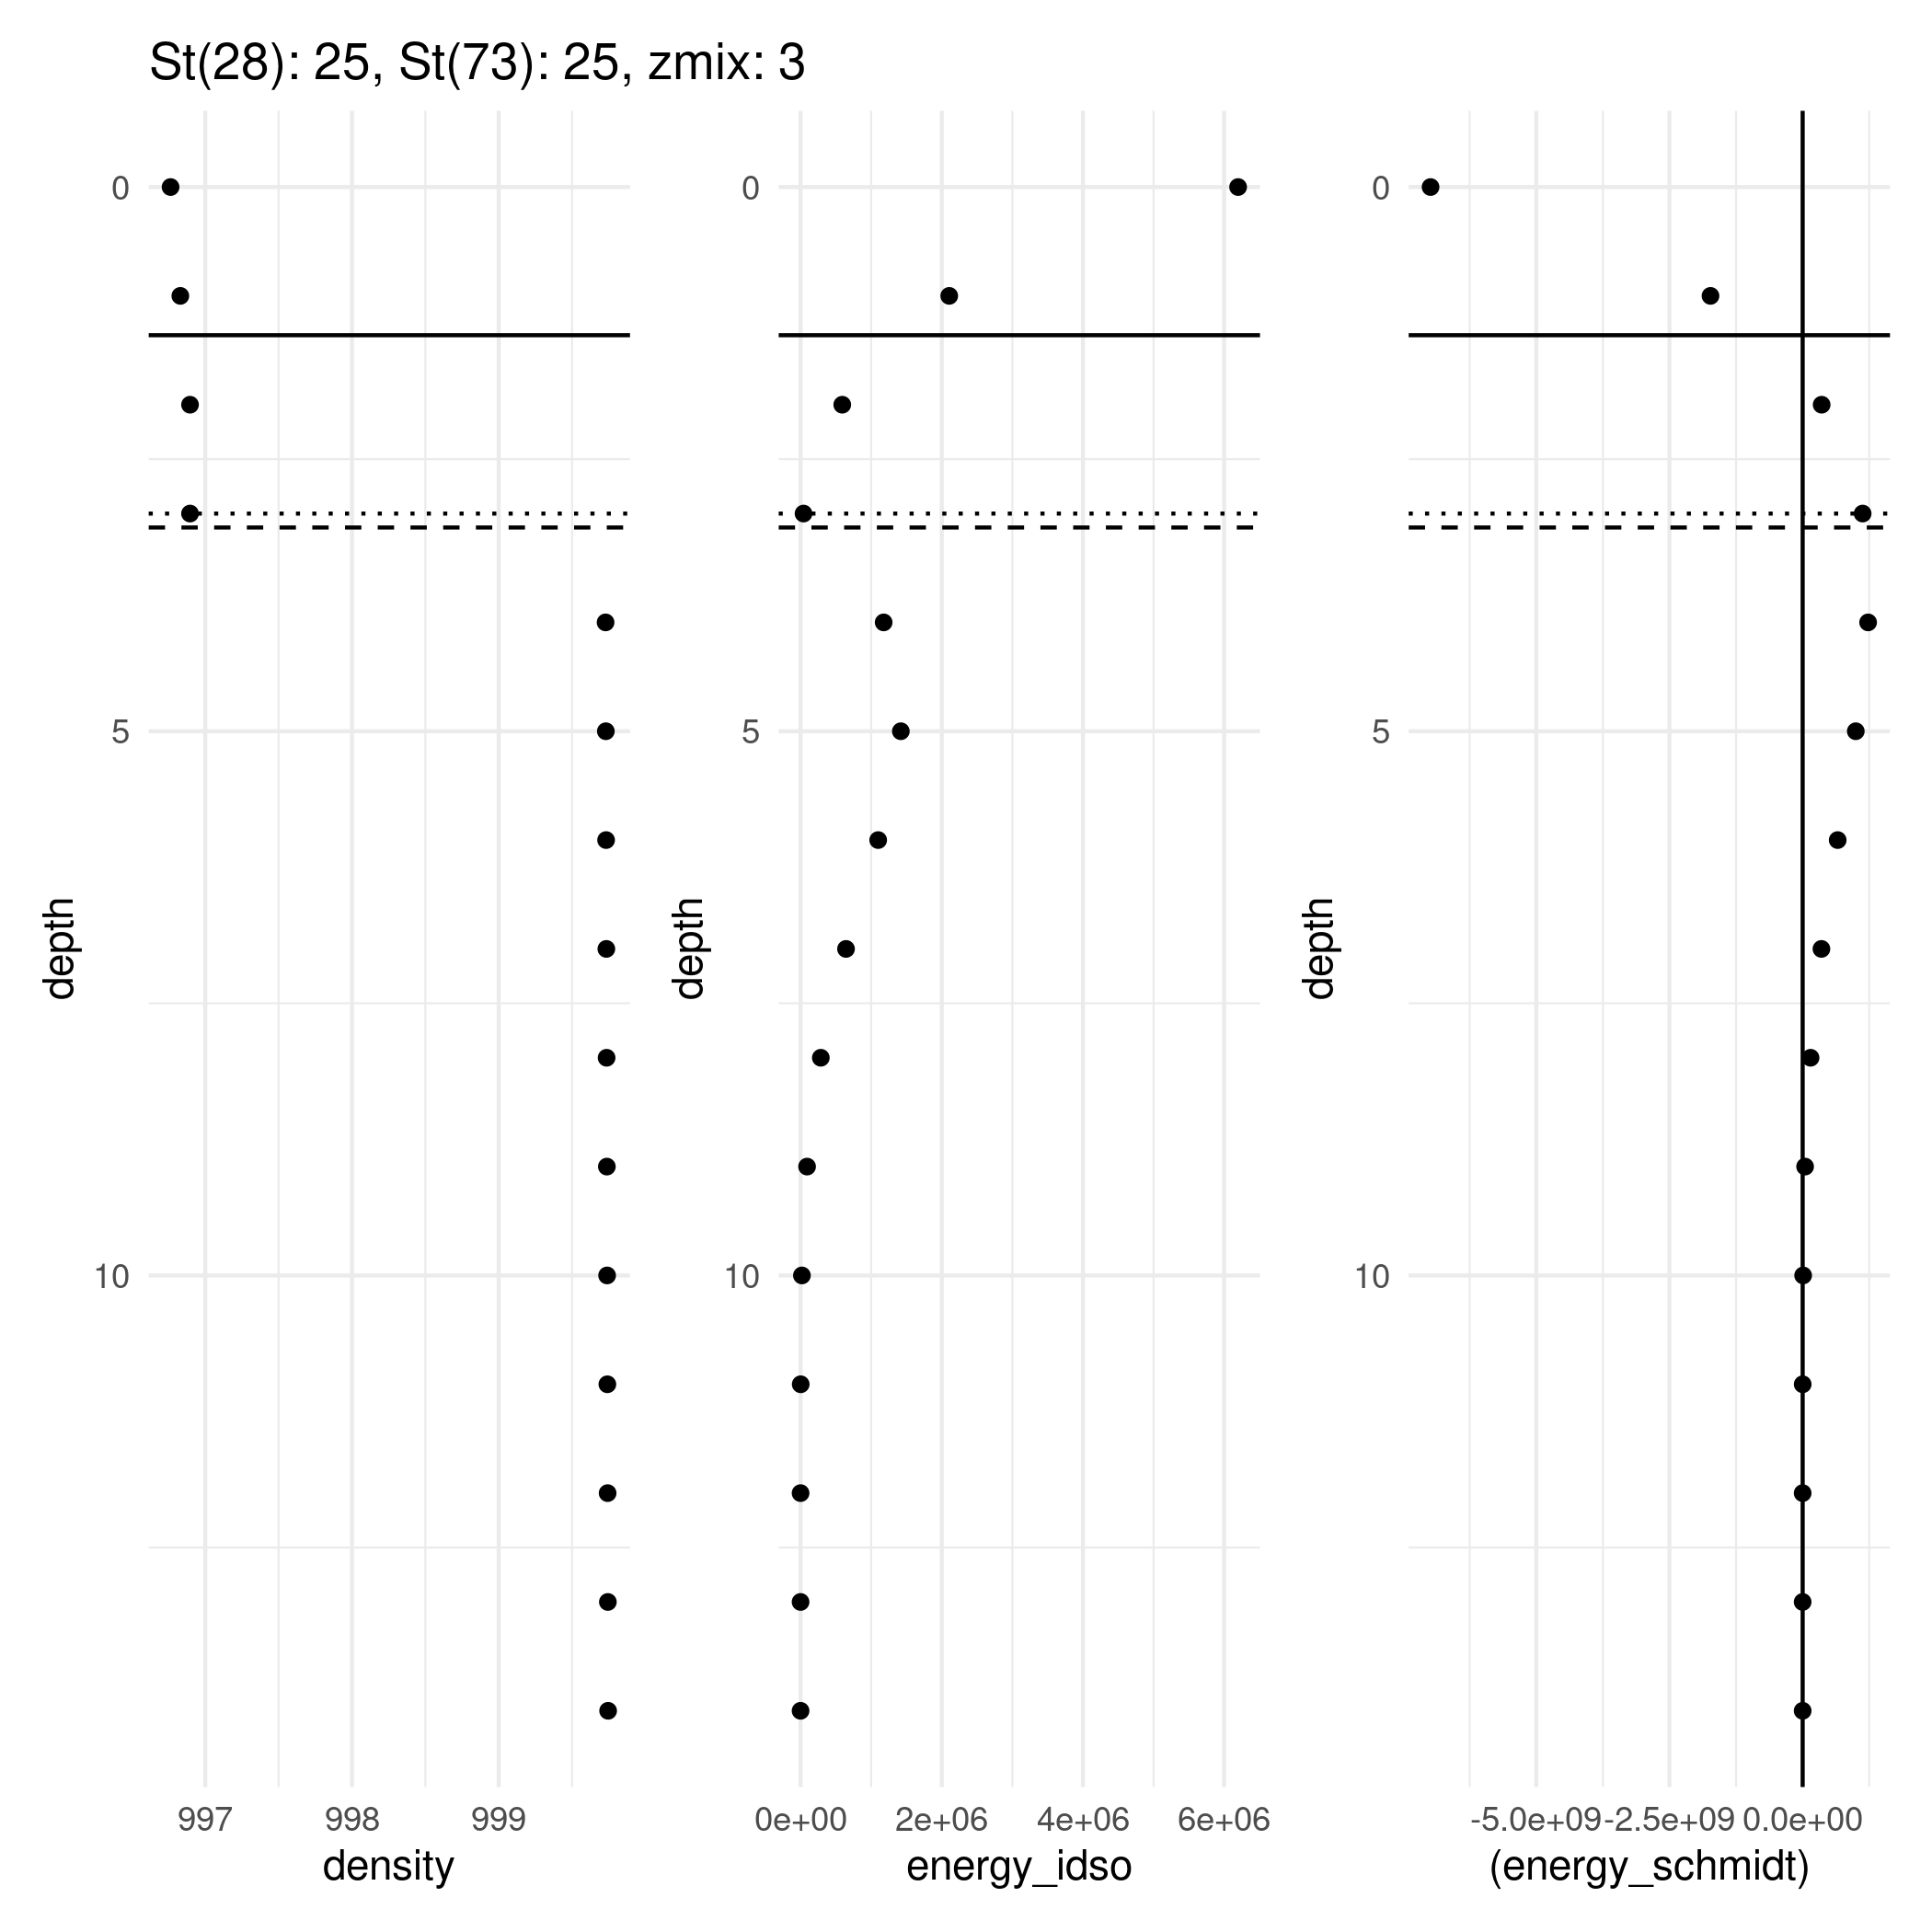 St(28): 25, St(73): 25, zmix: 3
0
5
10
depth
997 998 999
density
0
5
10
depth
0e+00 2e+06 4e+06 6e+06
energy_idso
0
5
10
depth
-5.0e+09 -2.5e+09 0.0e+00
(energy_schmidt)